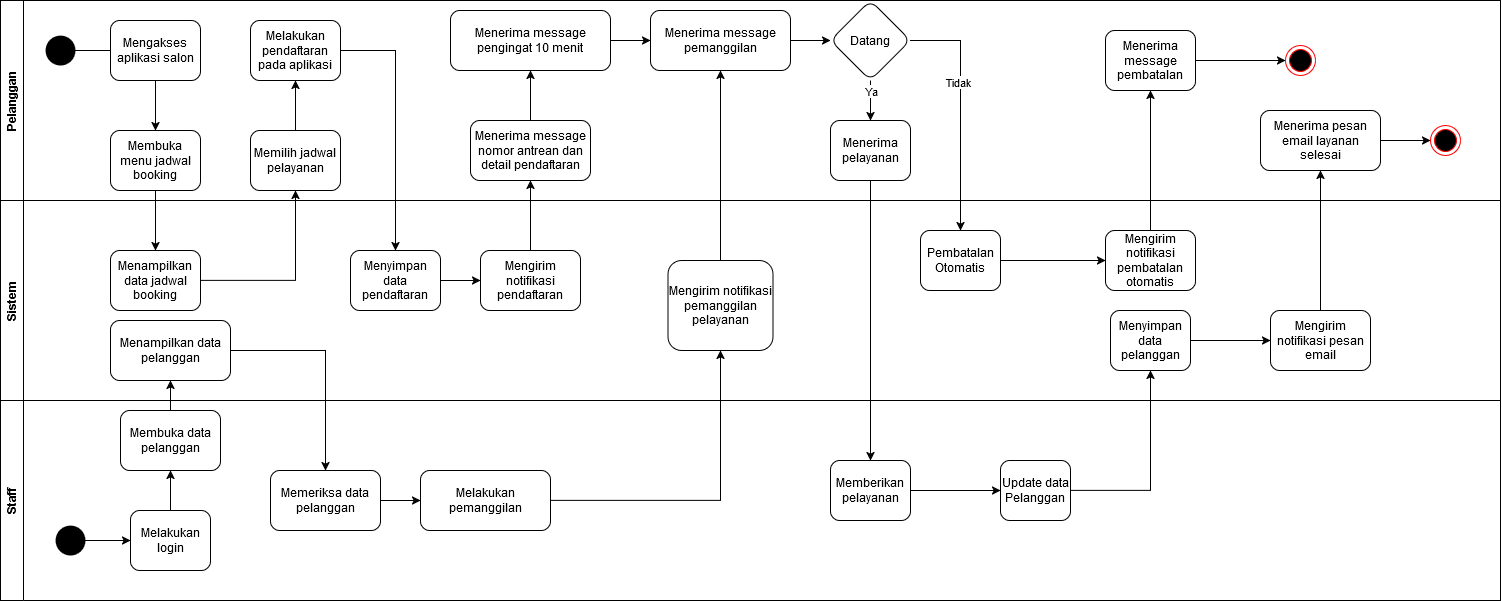 Pelanggan
Mengakses
aplikasi salon
Membuka
menu jadwal
booking
Melakukan
pendaftaran
pada aplikasi
Memilih jadwal
pelayanan
Menerima message
pengingat 10 menit
Menerima message
nomor antrean dan
detail pendaftaran
Menerima message
pemanggilan
Datang
Ya
Tidak
Menerima
pelayanan
Menerima
message
pembatalan
Menerima pesan
email layanan
selesai
Sistem
Menampilkan
data jadwal
booking
Menampilkan data
pelanggan
Menyimpan
data
pendaftaran
Mengirim
notifikasi
pendaftaran
Mengirim notifikasi
pemanggilan
pelayanan
Pembatalan
Otomatis
Mengirim
notifikasi
pembatalan
otomatis
Menyimpan
data
pelanggan
Mengirim
notifikasi pesan
email
Staff
Membuka data
pelanggan
Melakukan
login
Memeriksa data
pelanggan
Melakukan
pemanggilan
Memberikan
pelayanan
Update data
Pelanggan